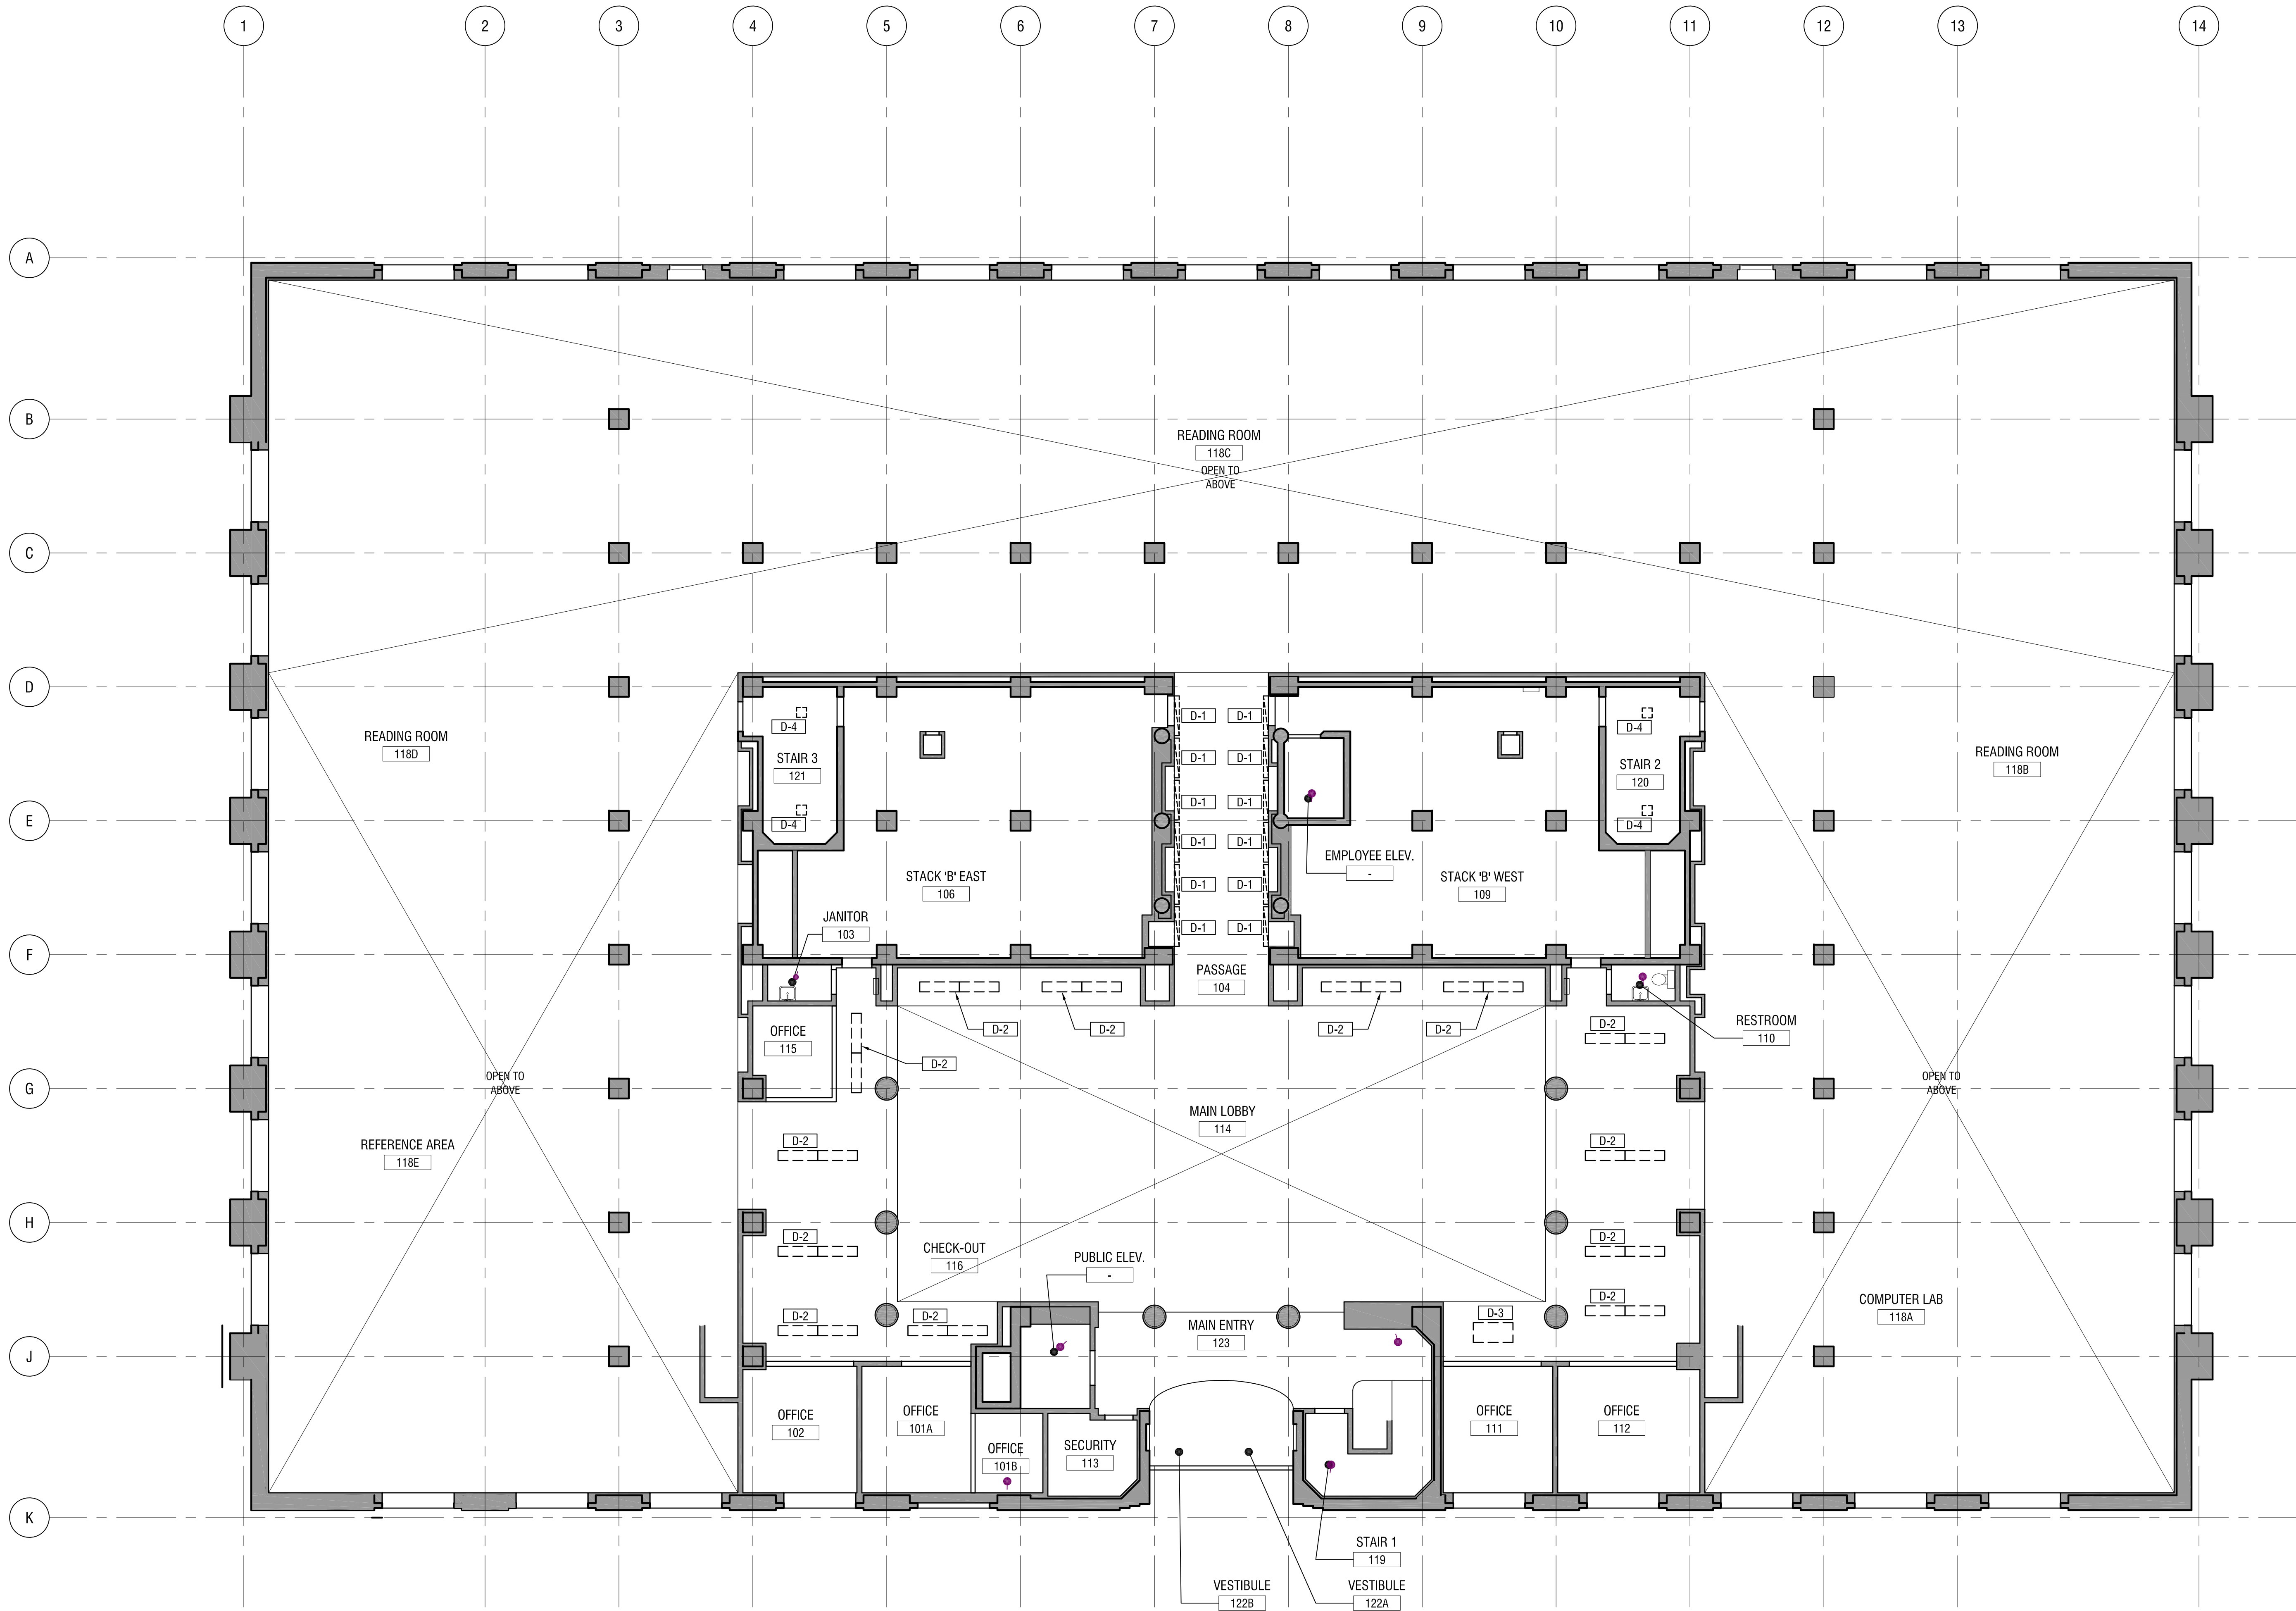 1
2
3
4
5
6
7
8
9
10
11
12
13
14
A
B
READING ROOM
118C
OPEN TO
ABOVE
C
D
D-1
D-1
D-4
D-4
READING ROOM
118D
STAIR 3
121
D-1
D-1
STAIR 2
120
READING ROOM
118B
D-1
D-1
E
D-4
D-4
D-1
D-1
EMPLOYEE ELEV.
-
STACK 'B' EAST
106
D-1
D-1
STACK 'B' WEST
109
JANITOR
103
D-1
D-1
F
PASSAGE
104
OFFICE
115
D-2
D-2
D-2
D-2
D-2
RESTROOM
110
D-2
G
OPEN TO
ABOVE
OPEN TO
ABOVE
MAIN LOBBY
114
REFERENCE AREA
118E
D-2
D-2
H
D-2
CHECK-OUT
116
PUBLIC ELEV.
-
D-2
COMPUTER LAB
118A
D-2
D-2
D-3
D-2
MAIN ENTRY
123
J
OFFICE
102
OFFICE
101A
OFFICE
101B
SECURITY
113
OFFICE
111
OFFICE
112
K
STAIR 1
119
VESTIBULE
122B
VESTIBULE
122A